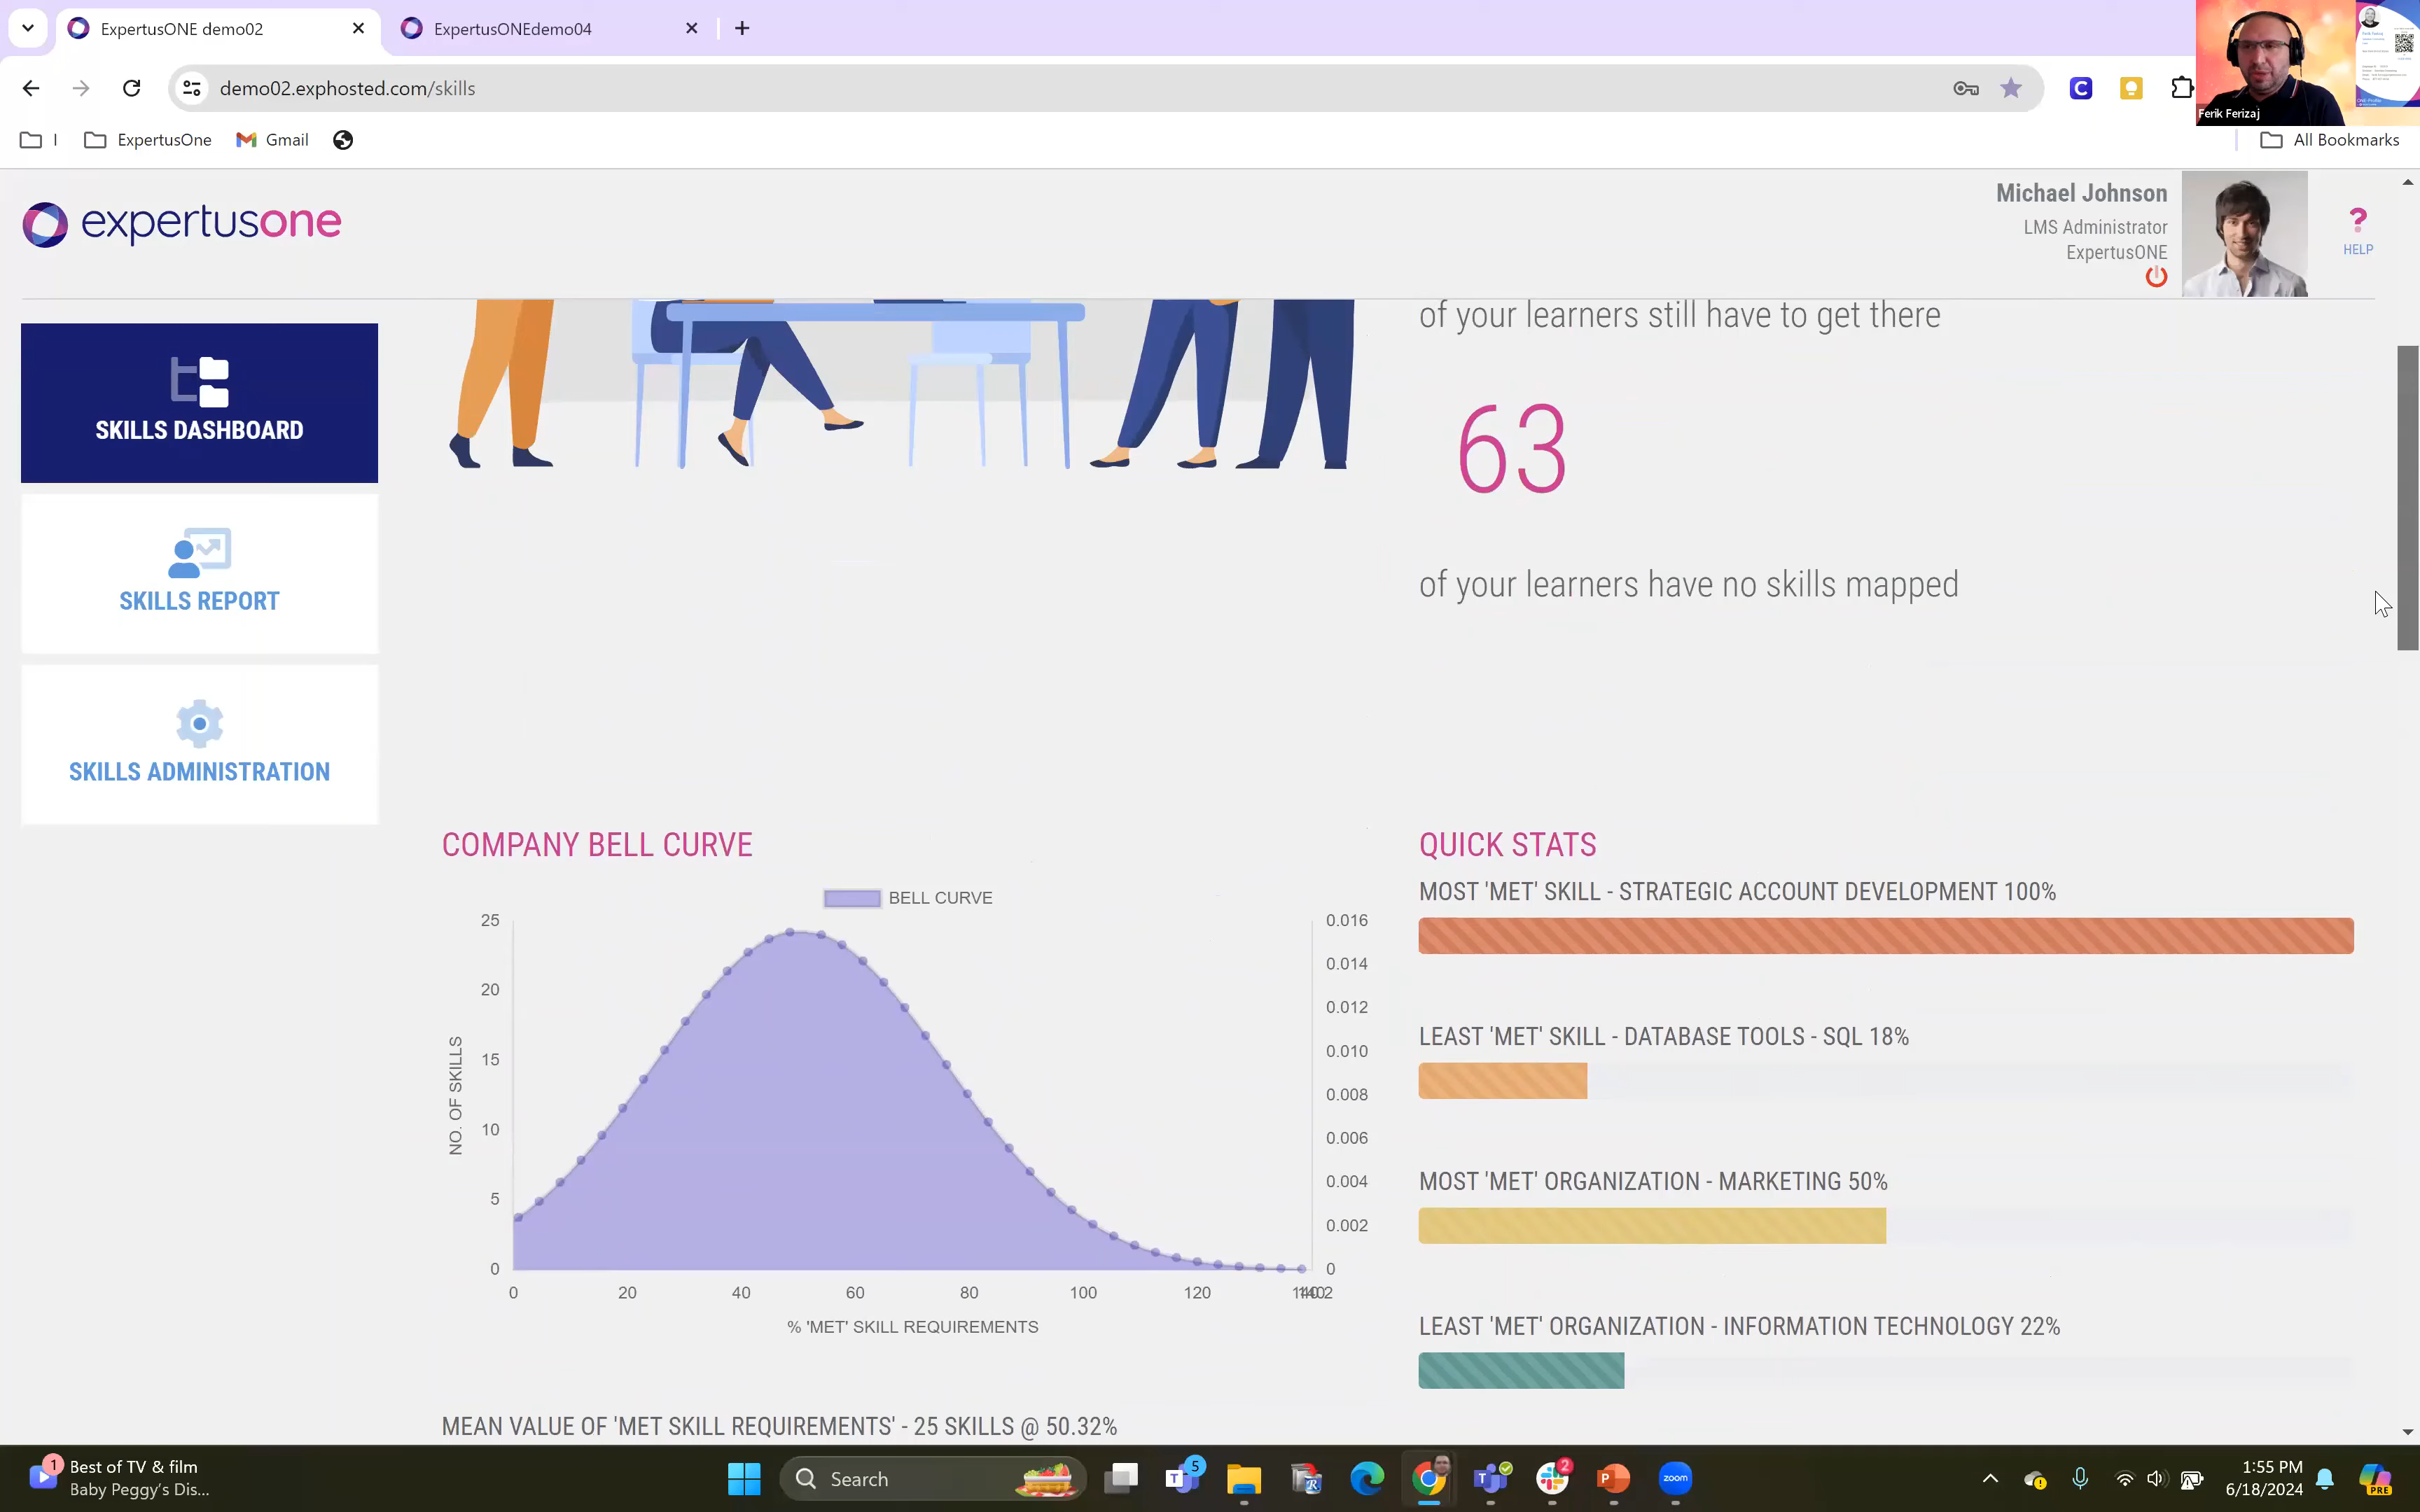 ExpertusONE demo02
ExpertusONEdemo04
demo02.exphosted.com/skills
ExpertusOne
Gmail
All Bookmarks
Ferik Ferizaj
expertusone
Michael Johnson
LMS Administrator
ExpertusONE
?
HELP
SKILLS DASHBOARD
SKILLS REPORT
SKILLS ADMINISTRATION
of your learners still have to get there
63
of your learners have no skills mapped
COMPANY BELL CURVE
BELL CURVE
25
20
15
10
5
0
NO. OF SKILLS
0.016
0.014
0.012
0.010
0.008
0.006
0.004
0.002
0
0 20 40 60 80 100 120
% 'MET' SKILL REQUIREMENTS
MEAN VALUE OF 'MET SKILL REQUIREMENTS' - 25 SKILLS @ 50.32%
QUICK STATS
MOST 'MET' SKILL - STRATEGIC ACCOUNT DEVELOPMENT 100%
LEAST 'MET' SKILL - DATABASE TOOLS - SQL 18%
MOST 'MET' ORGANIZATION - MARKETING 50%
LEAST 'MET' ORGANIZATION - INFORMATION TECHNOLOGY 22%
1
Best of TV & film
Baby Peggy's Dis...
Search
5
2
zoom
1:55 PM
6/18/2024
PRE